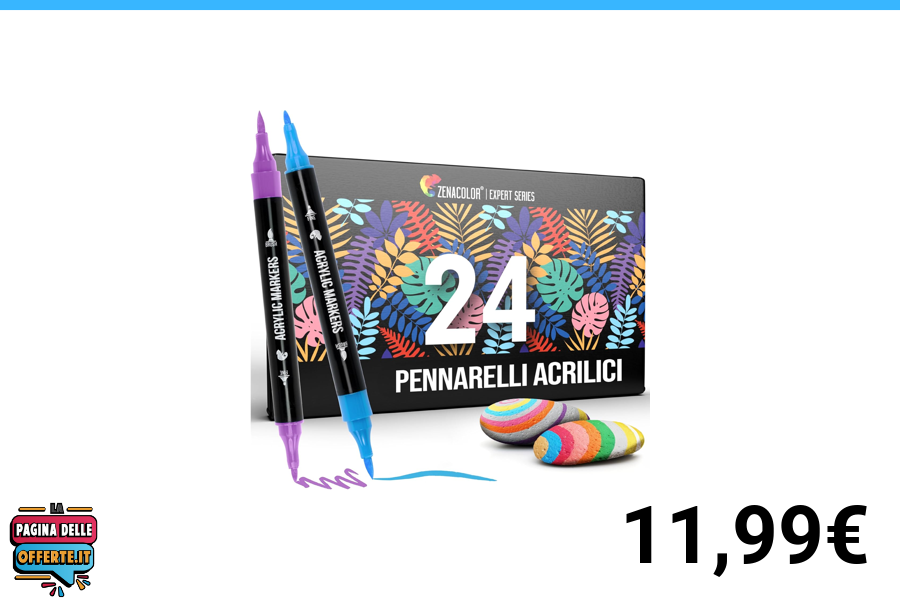 ZENACOLOR® | EXPERT SERIES
24
PENNARELLI ACRILICI
ACRYLIC MARKERS
ACRYLIC MARKERS
LA
PAGINA DELLE
OFFERTE.IT
11,99€